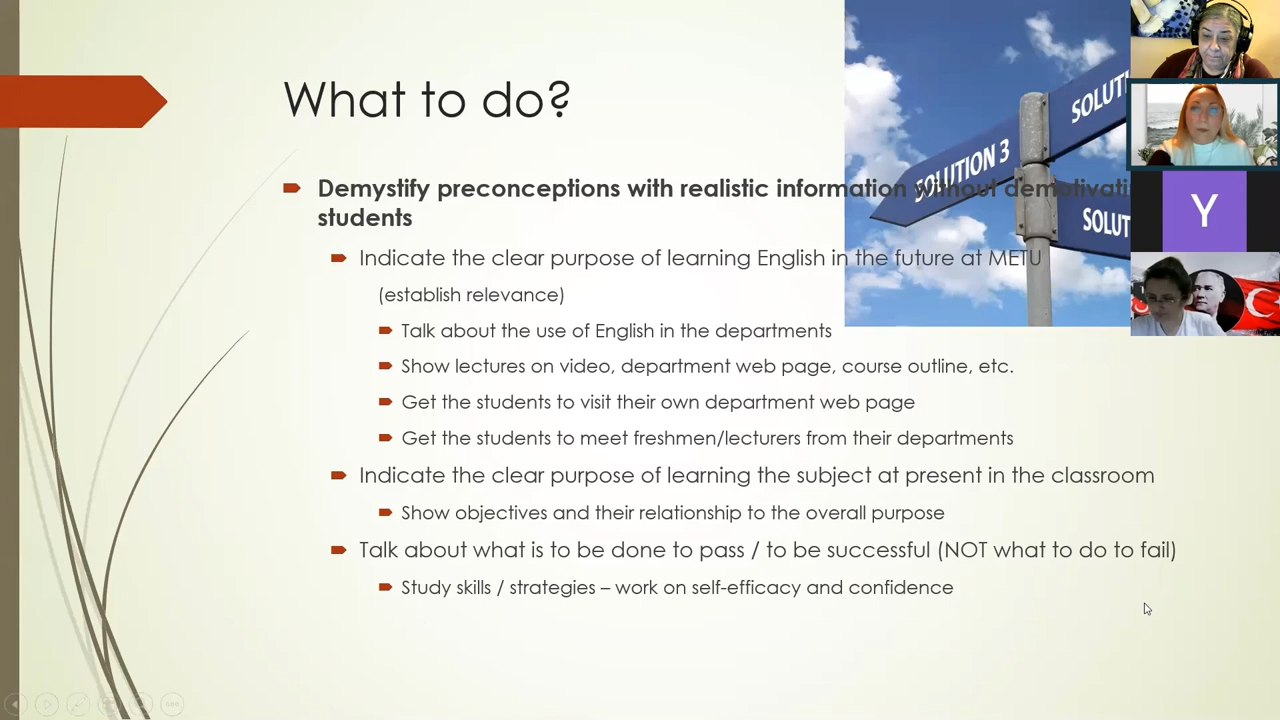 What to do?
SOLUTI
SOLUTION 3
SOLUT
Demystify preconceptions with realistic information without demotivati
students
Indicate the clear purpose of learning English in the future at METU
(establish relevance)
Talk about the use of English in the departments
Show lectures on video, department web page, course outline, etc.
Get the students to visit their own department web page
Get the students to meet freshmen/lecturers from their departments
Indicate the clear purpose of learning the subject at present in the classroom
Show objectives and their relationship to the overall purpose
Talk about what is to be done to pass / to be successful (NOT what to do to fail)
Study skills / strategies – work on self-efficacy and confidence
Y